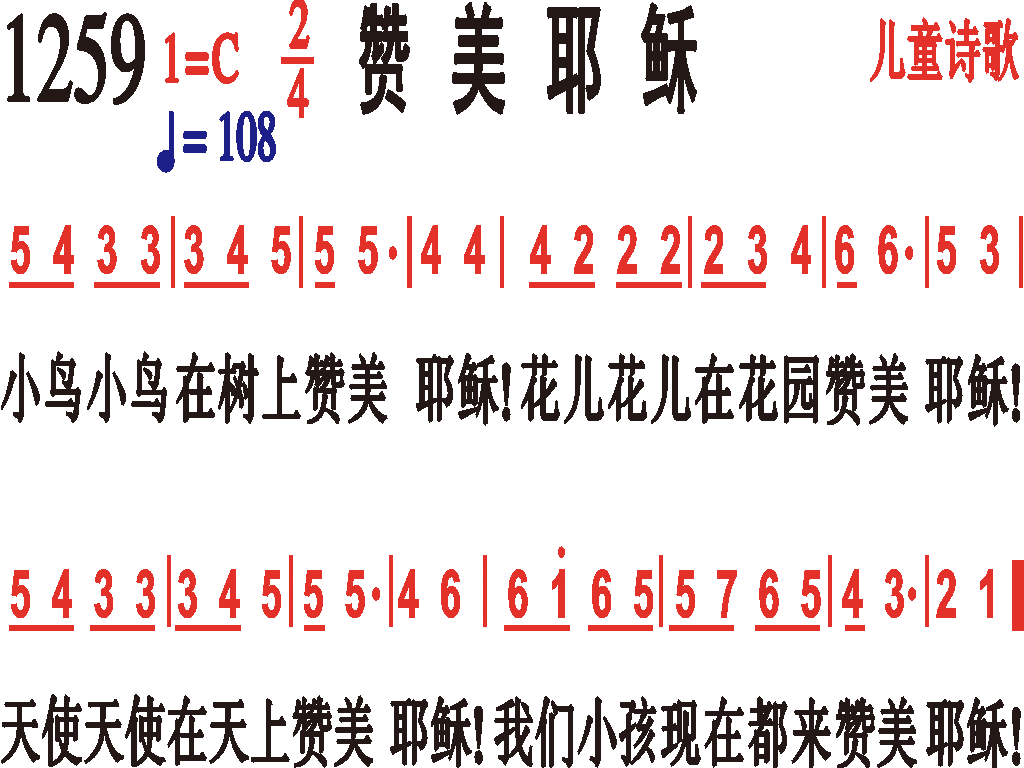 1259 1=C 2/4 赞美耶稣 儿童诗歌
♩= 108
5 4 3 3 | 3 4 5 | 5 5· | 4 4 | 4 2 2 2 | 2 3 4 | 6 6· | 5 3 |
小鸟小鸟在树上赞美 耶稣!花儿花儿在花园赞美 耶稣!
5 4 3 3 | 3 4 5 | 5 5· | 4 6 | 6 i 6 5 | 5 7 6 5 | 4 3· | 2 1
天使天使在天上赞美 耶稣!我们小孩现在都来赞美 耶稣!